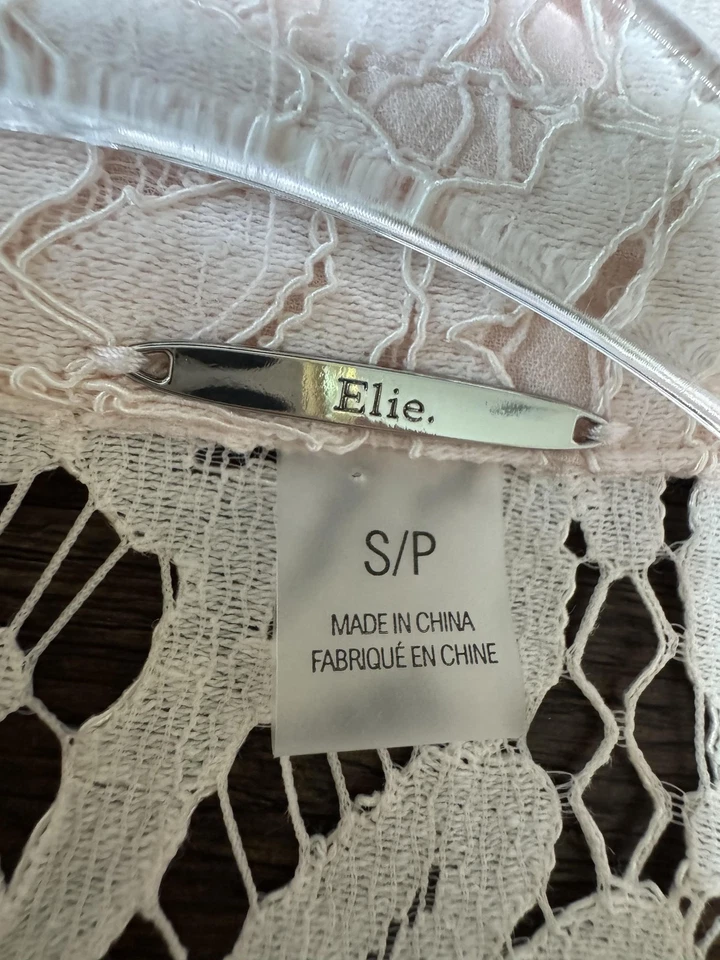 Elie.
S/P
MADE IN CHINA
FABRIQUÉ EN CHINE